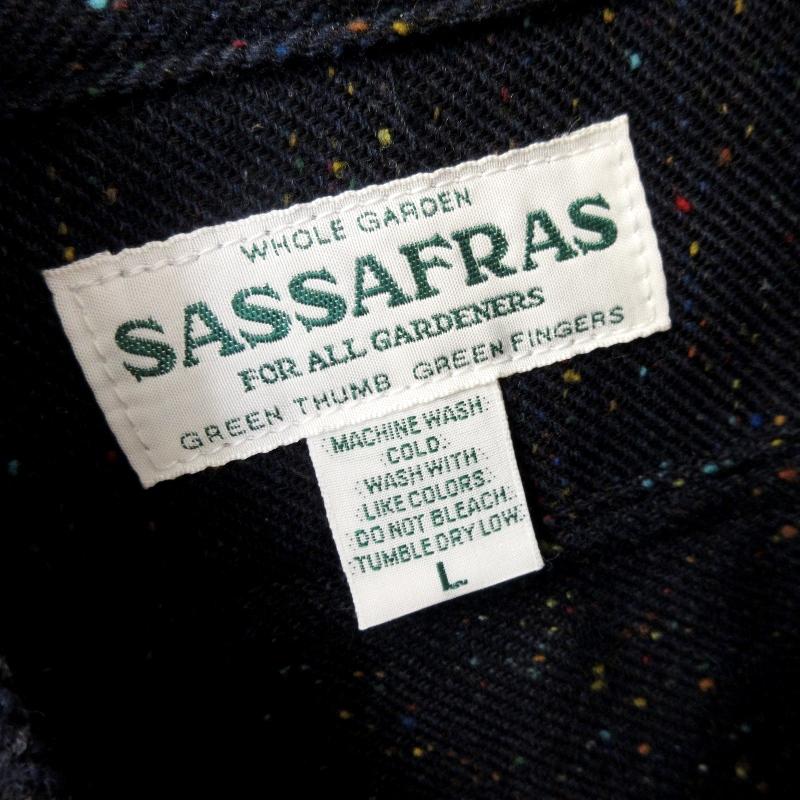 WHOLE GARDEN
SASSAFRAS
FOR ALL GARDENERS
GREEN THUMB GREEN FINGERS
MACHINE WASH
COLD
WASH WITH
LIKE COLORS
DO NOT BLEACH
TUMBLE DRY LOW
L